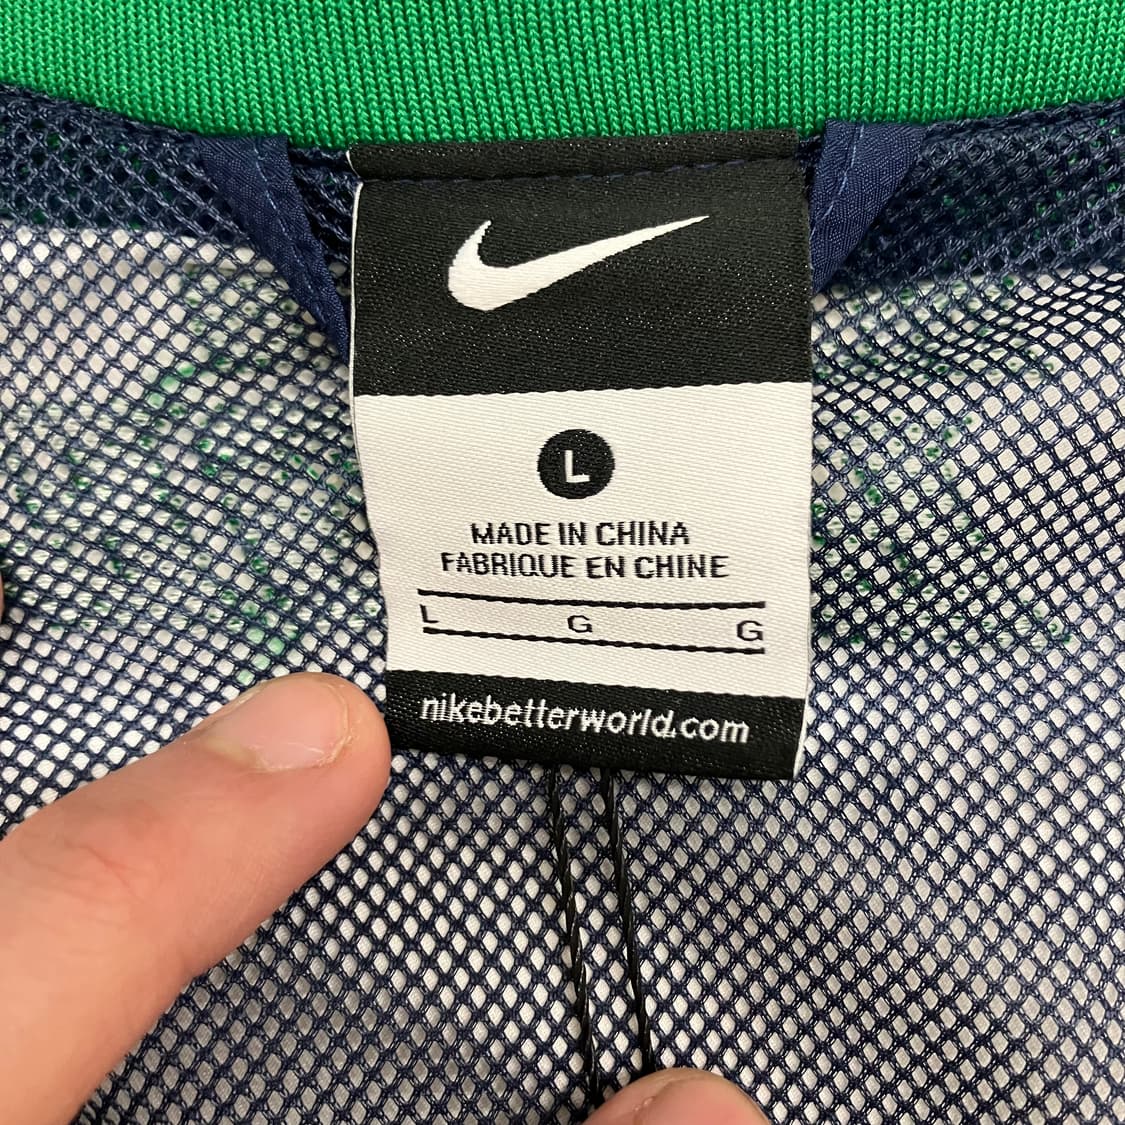 L
MADE IN CHINA
FABRIQUE EN CHINE
L G G
nikebetterworld.com